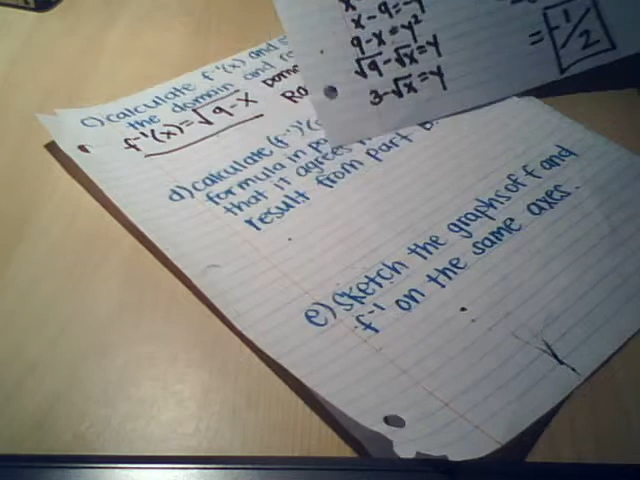 c) calculate f⁻¹(x) and
the domain and
f⁻¹(x) = √9-x
d) calculate (f⁻¹)'(
formula in
that it agrees
result from part
e) Sketch the graphs of f and
f⁻¹ on the same axes.
x-9=
9-x=y²
√9-√x=y
3-√x=y
= -1/2